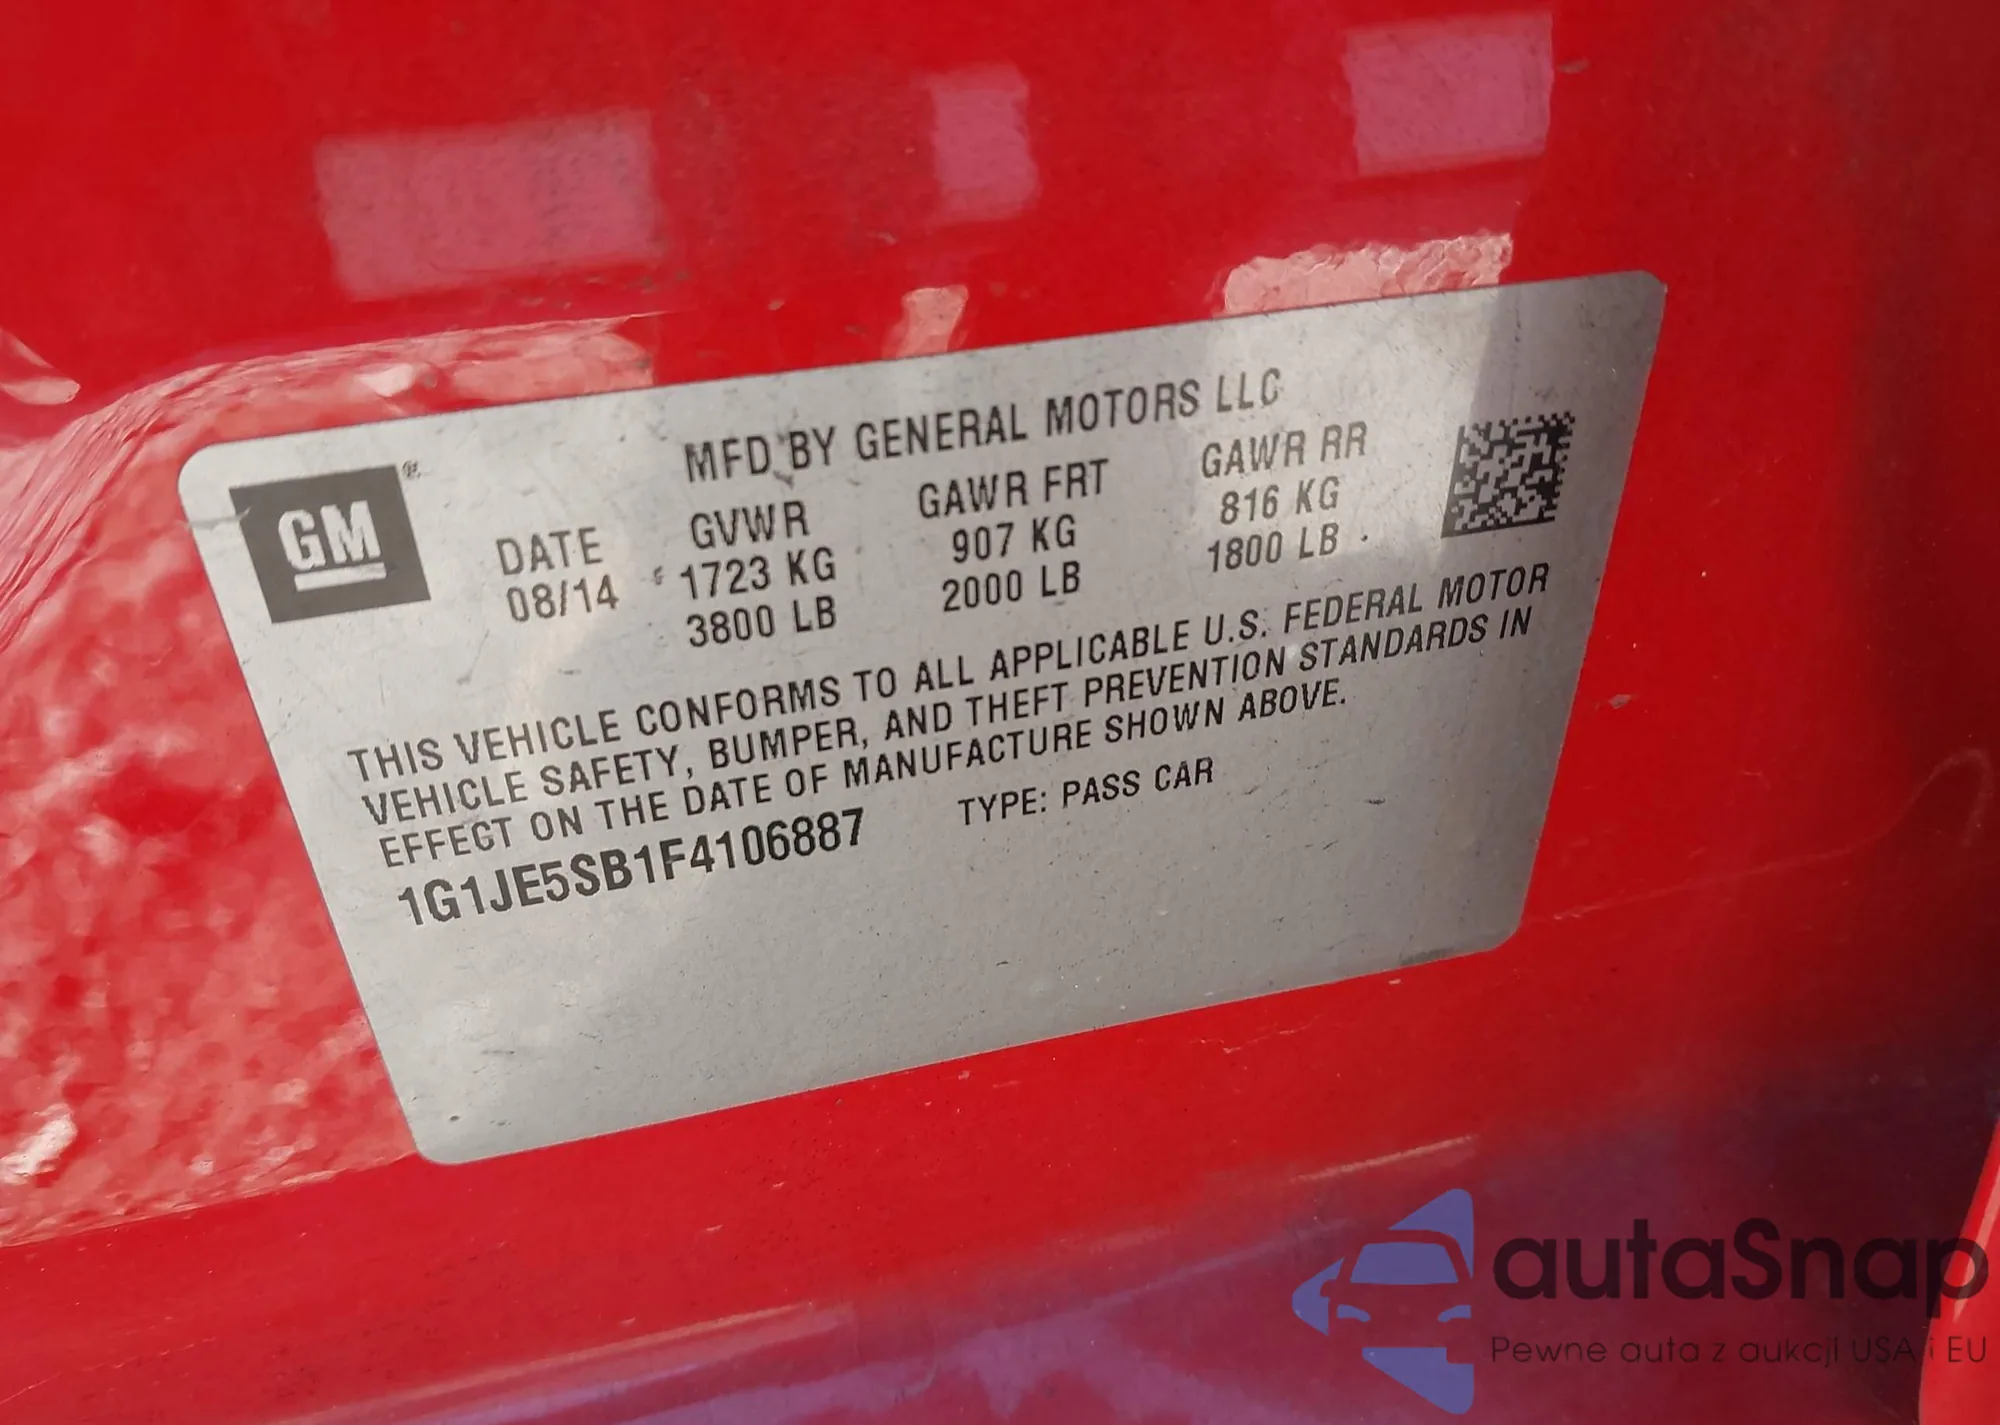 MFD BY GENERAL MOTORS LLC
GM®
DATE GVWR GAWR FRT GAWR RR
08/14 1723 KG 907 KG 816 KG
3800 LB 2000 LB 1800 LB
THIS VEHICLE CONFORMS TO ALL APPLICABLE U.S. FEDERAL MOTOR
VEHICLE SAFETY, BUMPER, AND THEFT PREVENTION STANDARDS IN
EFFECT ON THE DATE OF MANUFACTURE SHOWN ABOVE.
1G1JE5SB1F4106887 TYPE: PASS CAR
autaSnap
Pewne auta z aukcji USA i EU